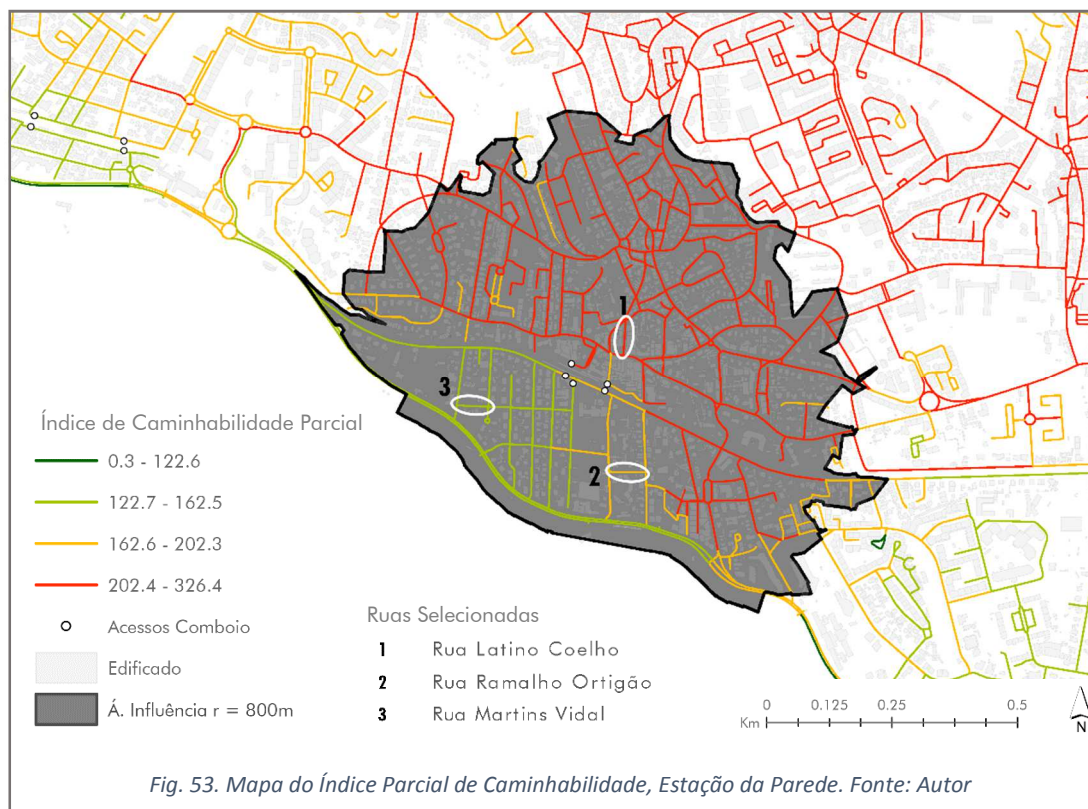 1
3
2
Índice de Caminhabilidade Parcial
0.3 - 122.6
122.7 - 162.5
162.6 - 202.3
202.4 - 326.4
Acessos Comboio
Edificado
Á. Influência r = 800m
Ruas Selecionadas
1 Rua Latino Coelho
2 Rua Ramalho Ortigão
3 Rua Martins Vidal
0 0.125 0.25 0.5
Km
N
Fig. 53. Mapa do Índice Parcial de Caminhabilidade, Estação da Parede. Fonte: Autor